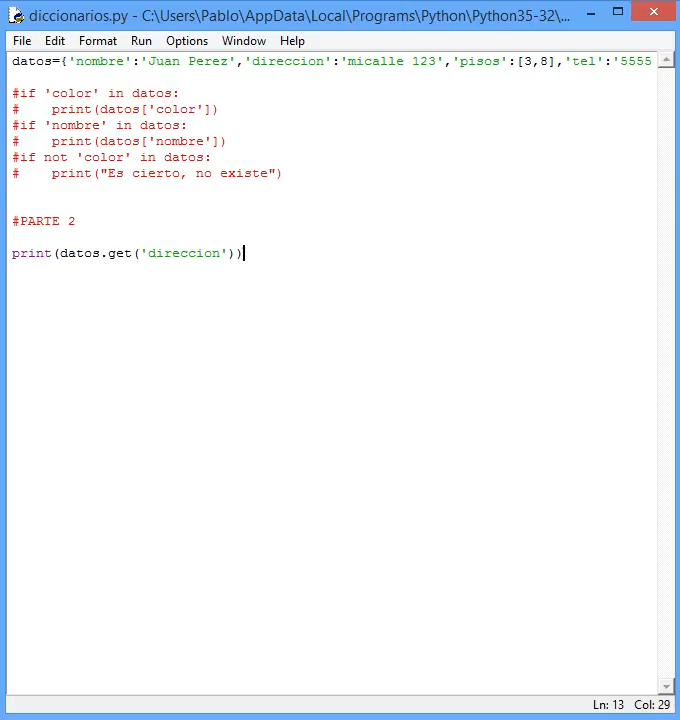 diccionarios.py - C:\Users\Pablo\AppData\Local\Programs\Python\Python35-32\...
File Edit Format Run Options Window Help
datos={'nombre':'Juan Perez','direccion':'micalle 123','pisos':[3,8],'tel':'5555
#if 'color' in datos:
#    print(datos['color'])
#if 'nombre' in datos:
#    print(datos['nombre'])
#if not 'color' in datos:
#    print("Es cierto, no existe")
#PARTE 2
print(datos.get('direccion'))
Ln: 13 Col: 29